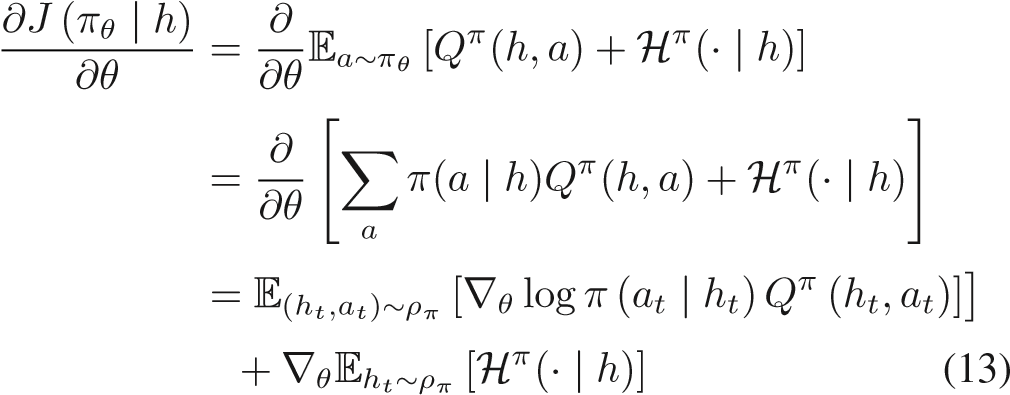 ∂J (π_θ | h) / ∂θ = ∂/∂θ 𝔼_{a∼π_θ} [Q^π(h, a) + ℋ^π(· | h)]
= ∂/∂θ [∑_a π(a | h)Q^π(h, a) + ℋ^π(· | h)]
= 𝔼_{(h_t,a_t)∼ρ_π} [∇_θ log π (a_t | h_t) Q^π (h_t, a_t)]]
+ ∇_θ𝔼_{h_t∼ρ_π} [ℋ^π(· | h)] (13)